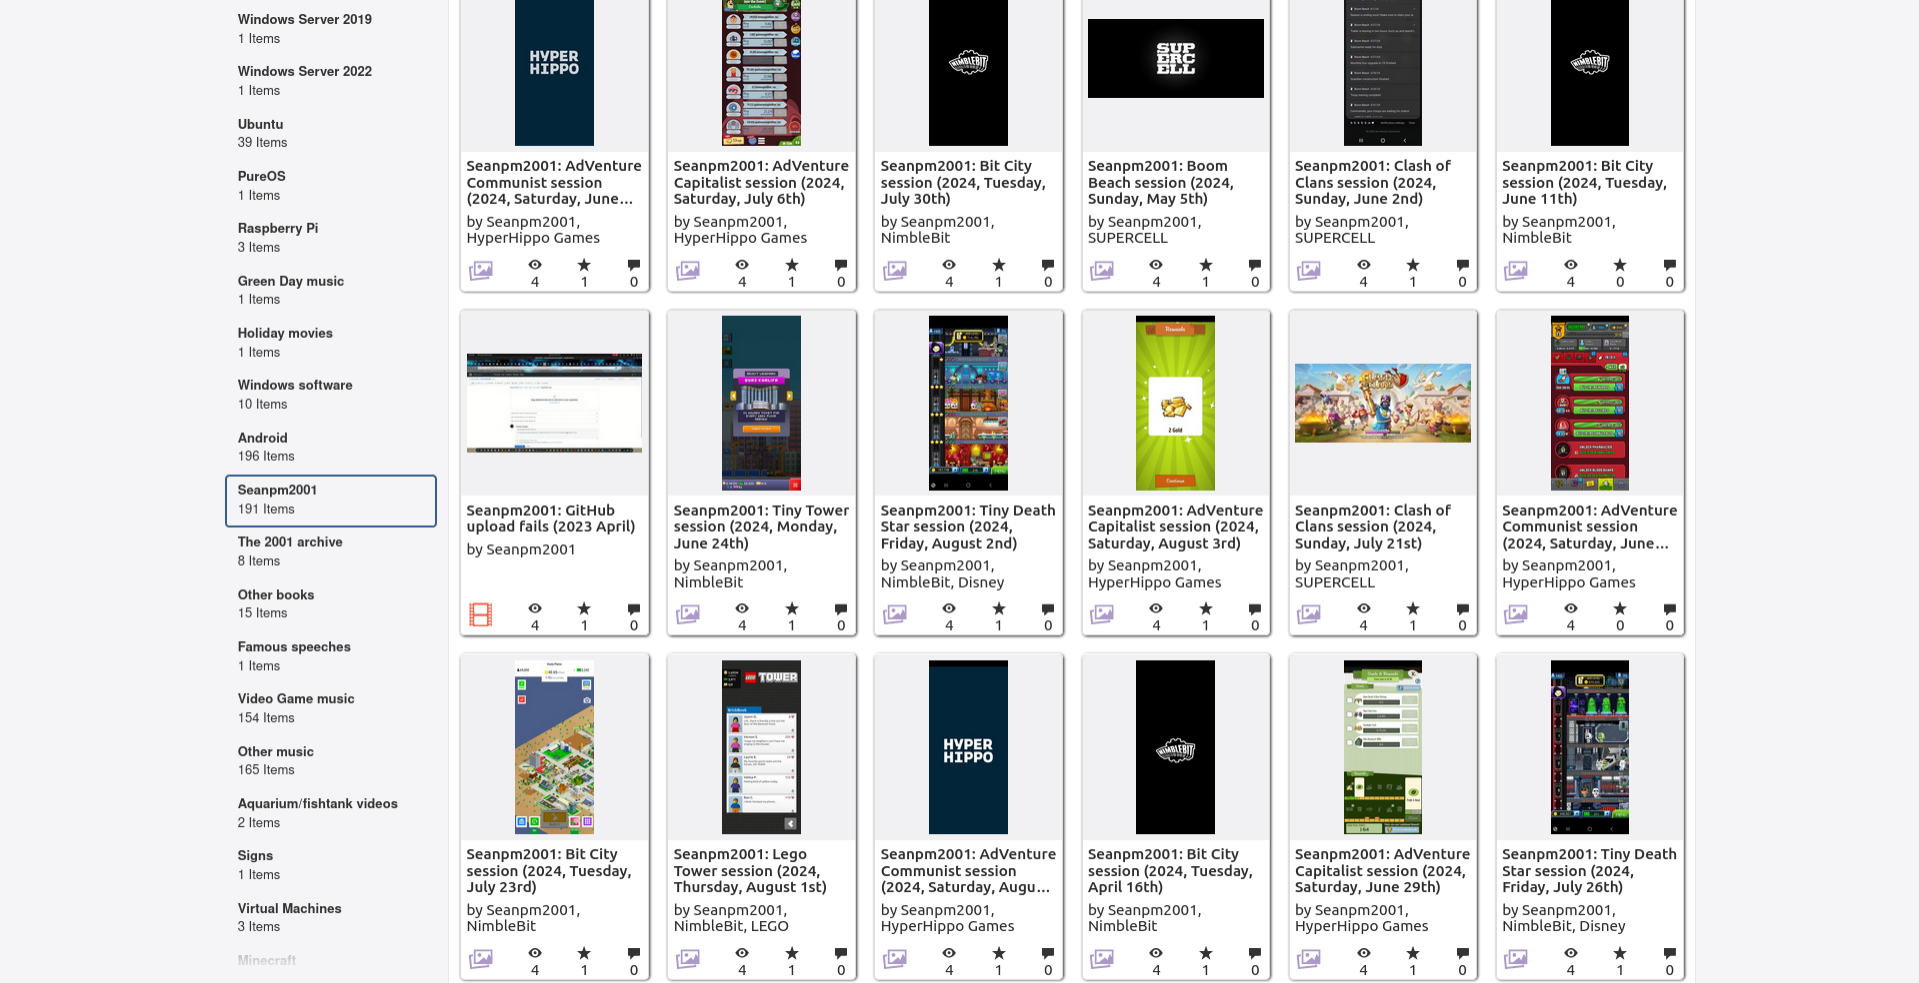 Windows Server 2019
1 Items
Windows Server 2022
1 Items
Ubuntu
39 Items
PureOS
1 Items
Raspberry Pi
3 Items
Green Day music
1 Items
Holiday movies
1 Items
Windows software
10 Items
Android
196 Items
Seanpm2001
191 Items
The 2001 archive
8 Items
Other books
15 Items
Famous speeches
1 Items
Video Game music
154 Items
Other music
165 Items
Aquarium/fishtank videos
2 Items
Signs
1 Items
Virtual Machines
3 Items
Minecraft
HYPER
HIPPO
Seanpm2001: AdVenture
Communist session
(2024, Saturday, June...
by Seanpm2001,
HyperHippo Games
4 1 0
Seanpm2001: AdVenture
Capitalist session (2024,
Saturday, July 6th)
by Seanpm2001,
HyperHippo Games
4 1 0
NIMBLEBIT
Seanpm2001: Bit City
session (2024, Tuesday,
July 30th)
by Seanpm2001,
NimbleBit
4 1 0
SUP
ERC
ELL
Seanpm2001: Boom
Beach session (2024,
Sunday, May 5th)
by Seanpm2001,
SUPERCELL
4 1 0
Seanpm2001: Clash of
Clans session (2024,
Sunday, June 2nd)
by Seanpm2001,
SUPERCELL
4 1 0
NIMBLEBIT
Seanpm2001: Bit City
session (2024, Tuesday,
June 11th)
by Seanpm2001,
NimbleBit
4 0 0
Seanpm2001: GitHub
upload fails (2023 April)
by Seanpm2001
4 1 0
Seanpm2001: Tiny Tower
session (2024, Monday,
June 24th)
by Seanpm2001,
NimbleBit
4 1 0
Seanpm2001: Tiny Death
Star session (2024,
Friday, August 2nd)
by Seanpm2001,
NimbleBit, Disney
4 1 0
Rewards
2 Gold
Continue
Seanpm2001: AdVenture
Capitalist session (2024,
Saturday, August 3rd)
by Seanpm2001,
HyperHippo Games
4 1 0
Seanpm2001: Clash of
Clans session (2024,
Sunday, July 21st)
by Seanpm2001,
SUPERCELL
4 1 0
Seanpm2001: AdVenture
Communist session
(2024, Saturday, June...
by Seanpm2001,
HyperHippo Games
4 0 0
Seanpm2001: Bit City
session (2024, Tuesday,
July 23rd)
by Seanpm2001,
NimbleBit
4 1 0
LEGO TOWER
Seanpm2001: Lego
Tower session (2024,
Thursday, August 1st)
by Seanpm2001,
NimbleBit, LEGO
4 1 0
HYPER
HIPPO
Seanpm2001: AdVenture
Communist session
(2024, Saturday, Augu...
by Seanpm2001,
HyperHippo Games
4 1 0
NIMBLEBIT
Seanpm2001: Bit City
session (2024, Tuesday,
April 16th)
by Seanpm2001,
NimbleBit
4 1 0
Seanpm2001: AdVenture
Capitalist session (2024,
Saturday, June 29th)
by Seanpm2001,
HyperHippo Games
4 1 0
Seanpm2001: Tiny Death
Star session (2024,
Friday, July 26th)
by Seanpm2001,
NimbleBit, Disney
4 1 0